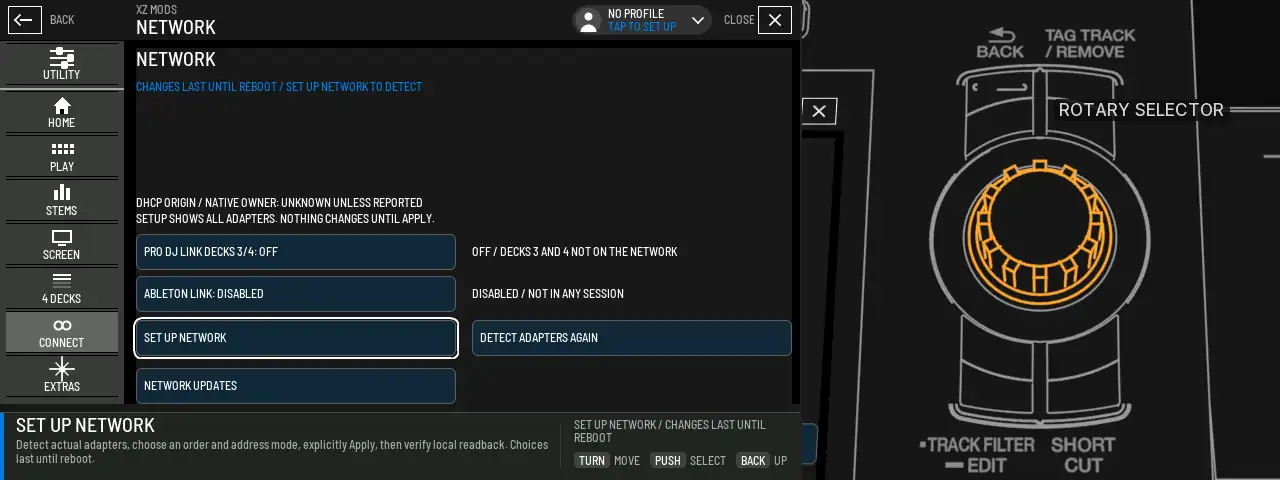 BACK
XZ MODS
NETWORK
NO PROFILE
TAP TO SET UP
CLOSE
UTILITY
HOME
PLAY
STEMS
SCREEN
4 DECKS
CONNECT
EXTRAS
NETWORK
CHANGES LAST UNTIL REBOOT / SET UP NETWORK TO DETECT
DHCP ORIGIN / NATIVE OWNER: UNKNOWN UNLESS REPORTED
SETUP SHOWS ALL ADAPTERS. NOTHING CHANGES UNTIL APPLY.
PRO DJ LINK DECKS 3/4: OFF
OFF / DECKS 3 AND 4 NOT ON THE NETWORK
ABLETON LINK: DISABLED
DISABLED / NOT IN ANY SESSION
SET UP NETWORK
DETECT ADAPTERS AGAIN
NETWORK UPDATES
SET UP NETWORK
Detect actual adapters, choose an order and address mode, explicitly Apply, then verify local readback. Choices
last until reboot.
SET UP NETWORK / CHANGES LAST UNTIL
REBOOT
TURN MOVE PUSH SELECT BACK UP
BACK
TAG TRACK
/ REMOVE
ROTARY SELECTOR
TRACK FILTER
EDIT
SHORT
CUT